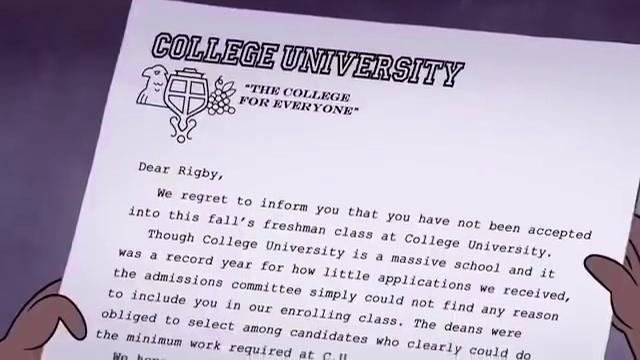 COLLEGE UNIVERSITY
"THE COLLEGE
FOR EVERYONE"
Dear Rigby,
We regret to inform you that you have not been accepted
into this fall's freshman class at College University.
Though College University is a massive school and it
was a record year for how little applications we received,
the admissions committee simply could not find any reason
to include you in our enrolling class. The deans were
obliged to select among candidates who clearly could do
the minimum work required at C.U.
We hope